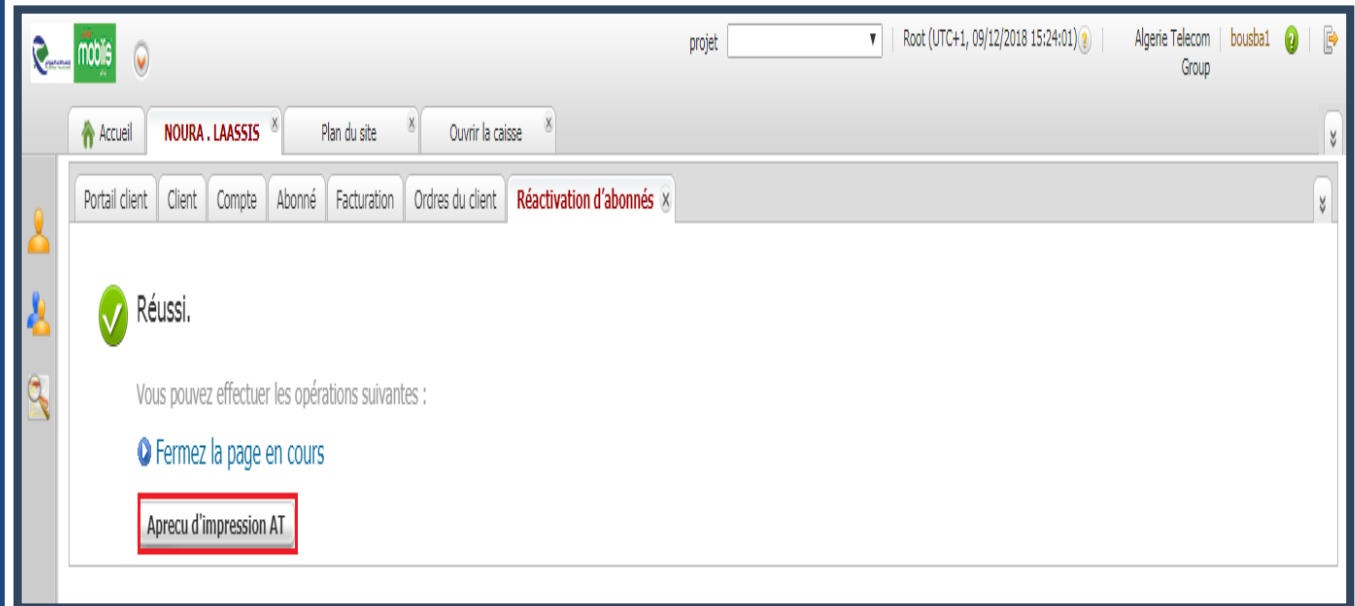 mobilis
projet
Root (UTC+1, 09/12/2018 15:24:01)
Algerie Telecom
Group
bousba1
Accueil
NOURA . LAASSIS
Plan du site
Ouvrir la caisse
Portail client
Client
Compte
Abonné
Facturation
Ordres du client
Réactivation d'abonnés
Réussi.
Vous pouvez effectuer les opérations suivantes :
Fermez la page en cours
Aprecu d'impression AT